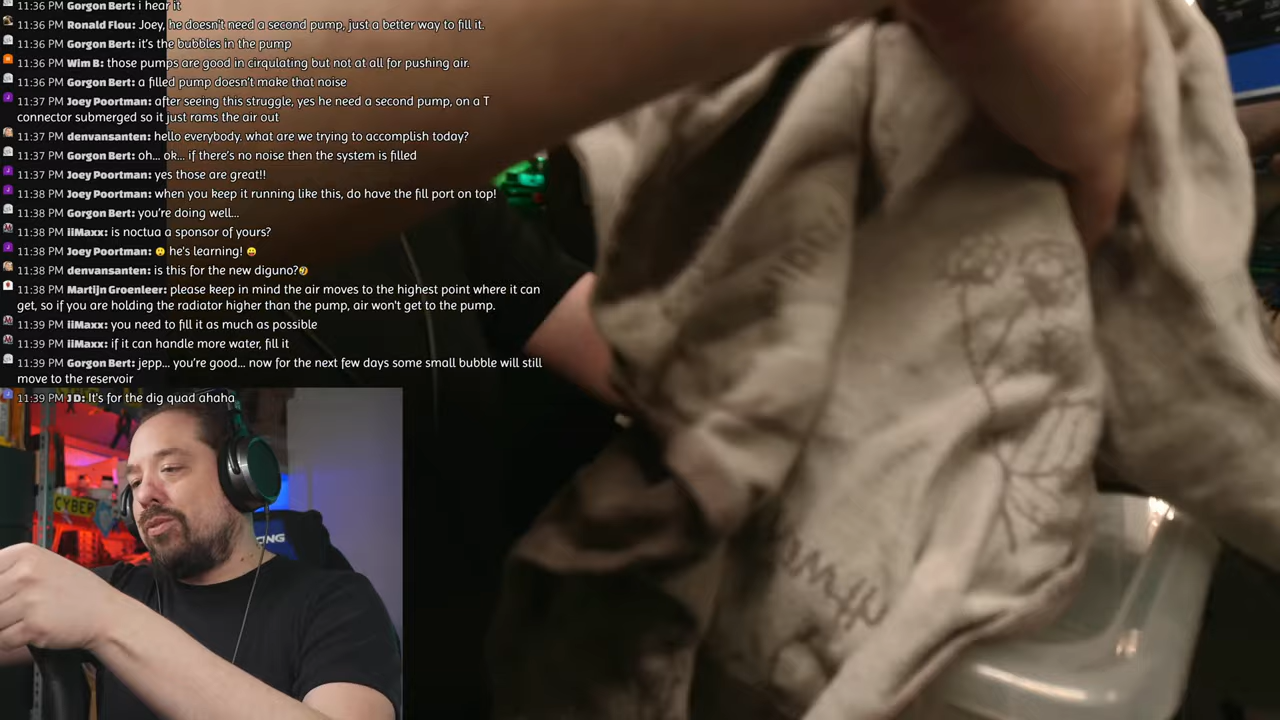 11:36 PM Gorgon Bert: i hear it
11:36 PM Ronald Flou: Joey, he doesn't need a second pump, just a better way to fill it.
11:36 PM Gorgon Bert: it's the bubbles in the pump
11:36 PM Wim B: those pumps are good in cirqulating but not at all for pushing air.
11:36 PM Gorgon Bert: a filled pump doesn't make that noise
11:37 PM Joey Poortman: after seeing this struggle, yes he need a second pump, on a T
connector submerged so it just rams the air out
11:37 PM denvansanten: hello everybody, what are we trying to accomplish today?
11:37 PM Gorgon Bert: oh... ok... if there's no noise then the system is filled
11:37 PM Joey Poortman: yes those are great!!
11:38 PM Joey Poortman: when you keep it running like this, do have the fill port on top!
11:38 PM Gorgon Bert: you're doing well...
11:38 PM iiMaxx: is noctua a sponsor of yours?
11:38 PM Joey Poortman: 😲 he's learning! 😀
11:38 PM denvansanten: is this for the new diguno?🤔
11:38 PM Martijn Groenleer: please keep in mind the air moves to the highest point where it can
get, so if you are holding the radiator higher than the pump, air won't get to the pump.
11:39 PM iiMaxx: you need to fill it as much as possible
11:39 PM iiMaxx: if it can handle more water, fill it
11:39 PM Gorgon Bert: jepp... you're good... now for the next few days some small bubble will still
move to the reservoir
11:39 PM J D: It's for the dig quad ahaha
CYBER